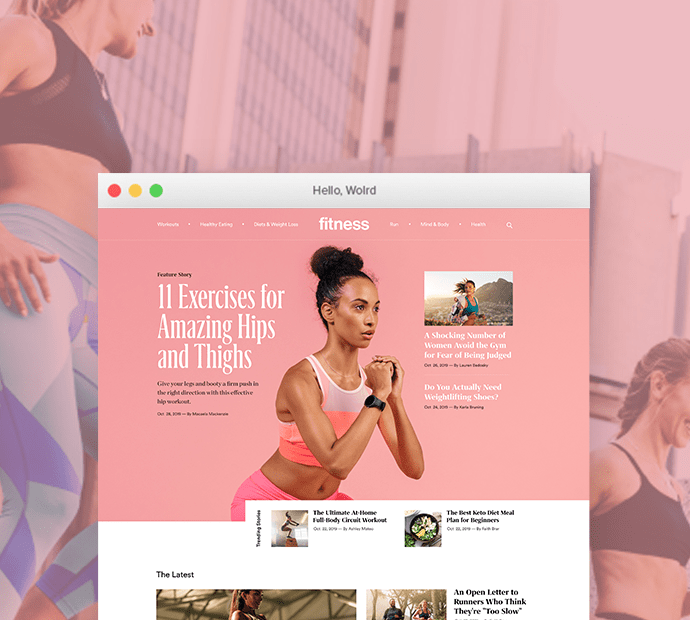 Hello, Wolrd
Workouts • Healthy Eating • Diets & Weight Loss fitness Run • Mind & Body • Health
Feature Story
11 Exercises for
Amazing Hips
and Thighs
Give your legs and booty a firm push in
the right direction with this effective
hip workout.
Oct 28, 2019 — By Macaela Mackenzie
A Shocking Number of
Women Avoid the Gym
for Fear of Being Judged
Oct 28, 2019 — By Lauren
Do You Actually Need
Weightlifting Shoes?
Oct 24, 2019 — By Karla Bruning
Trending Stories
The Ultimate At-Home
Full-Body Circuit Workout
Oct 22, 2019 — By Ashley Mateo
The Best Keto Diet Meal
Plan for Beginners
Oct 22, 2019 — By Faith Brar
The Latest
An Open Letter to
Runners Who Think
They're "Too Slow"